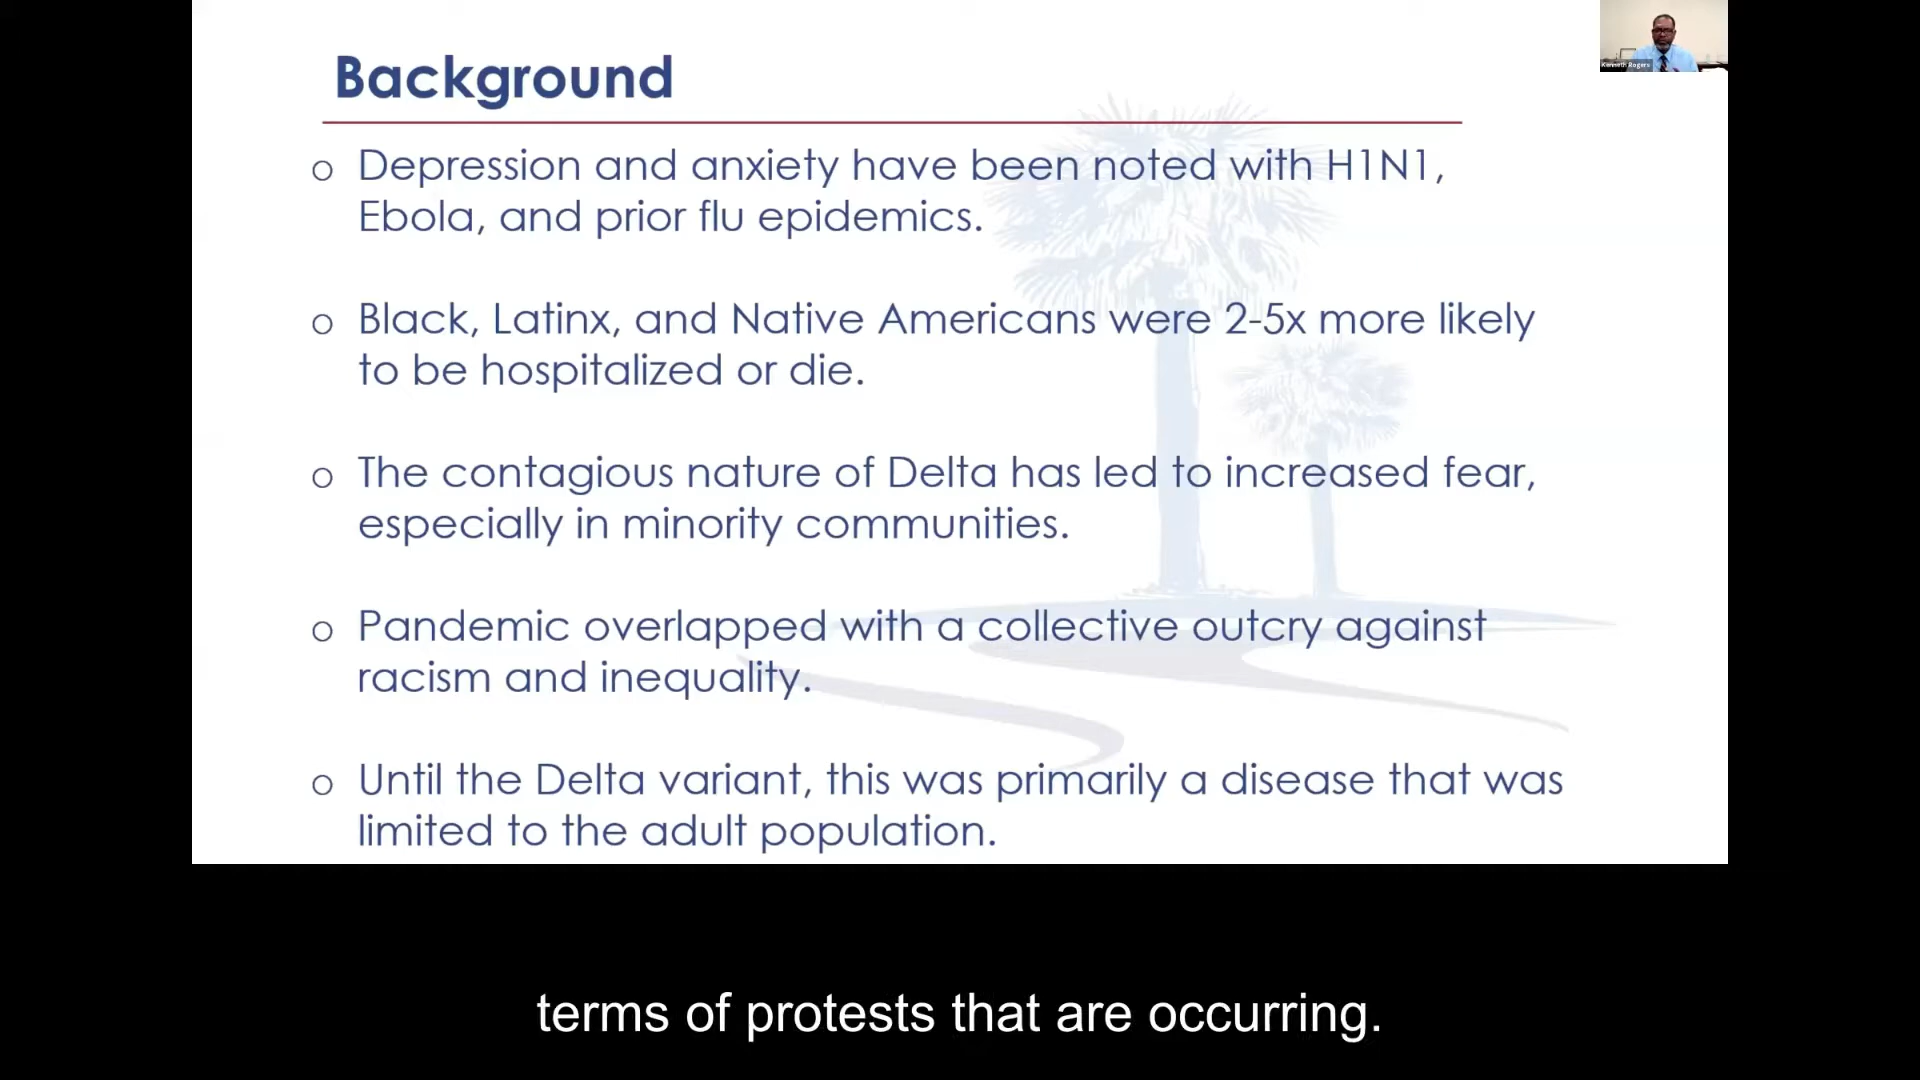 Background
Kenneth Rogers
o Depression and anxiety have been noted with H1N1,
Ebola, and prior flu epidemics.
o Black, Latinx, and Native Americans were 2-5x more likely
to be hospitalized or die.
o The contagious nature of Delta has led to increased fear,
especially in minority communities.
o Pandemic overlapped with a collective outcry against
racism and inequality.
o Until the Delta variant, this was primarily a disease that was
limited to the adult population.
terms of protests that are occurring.